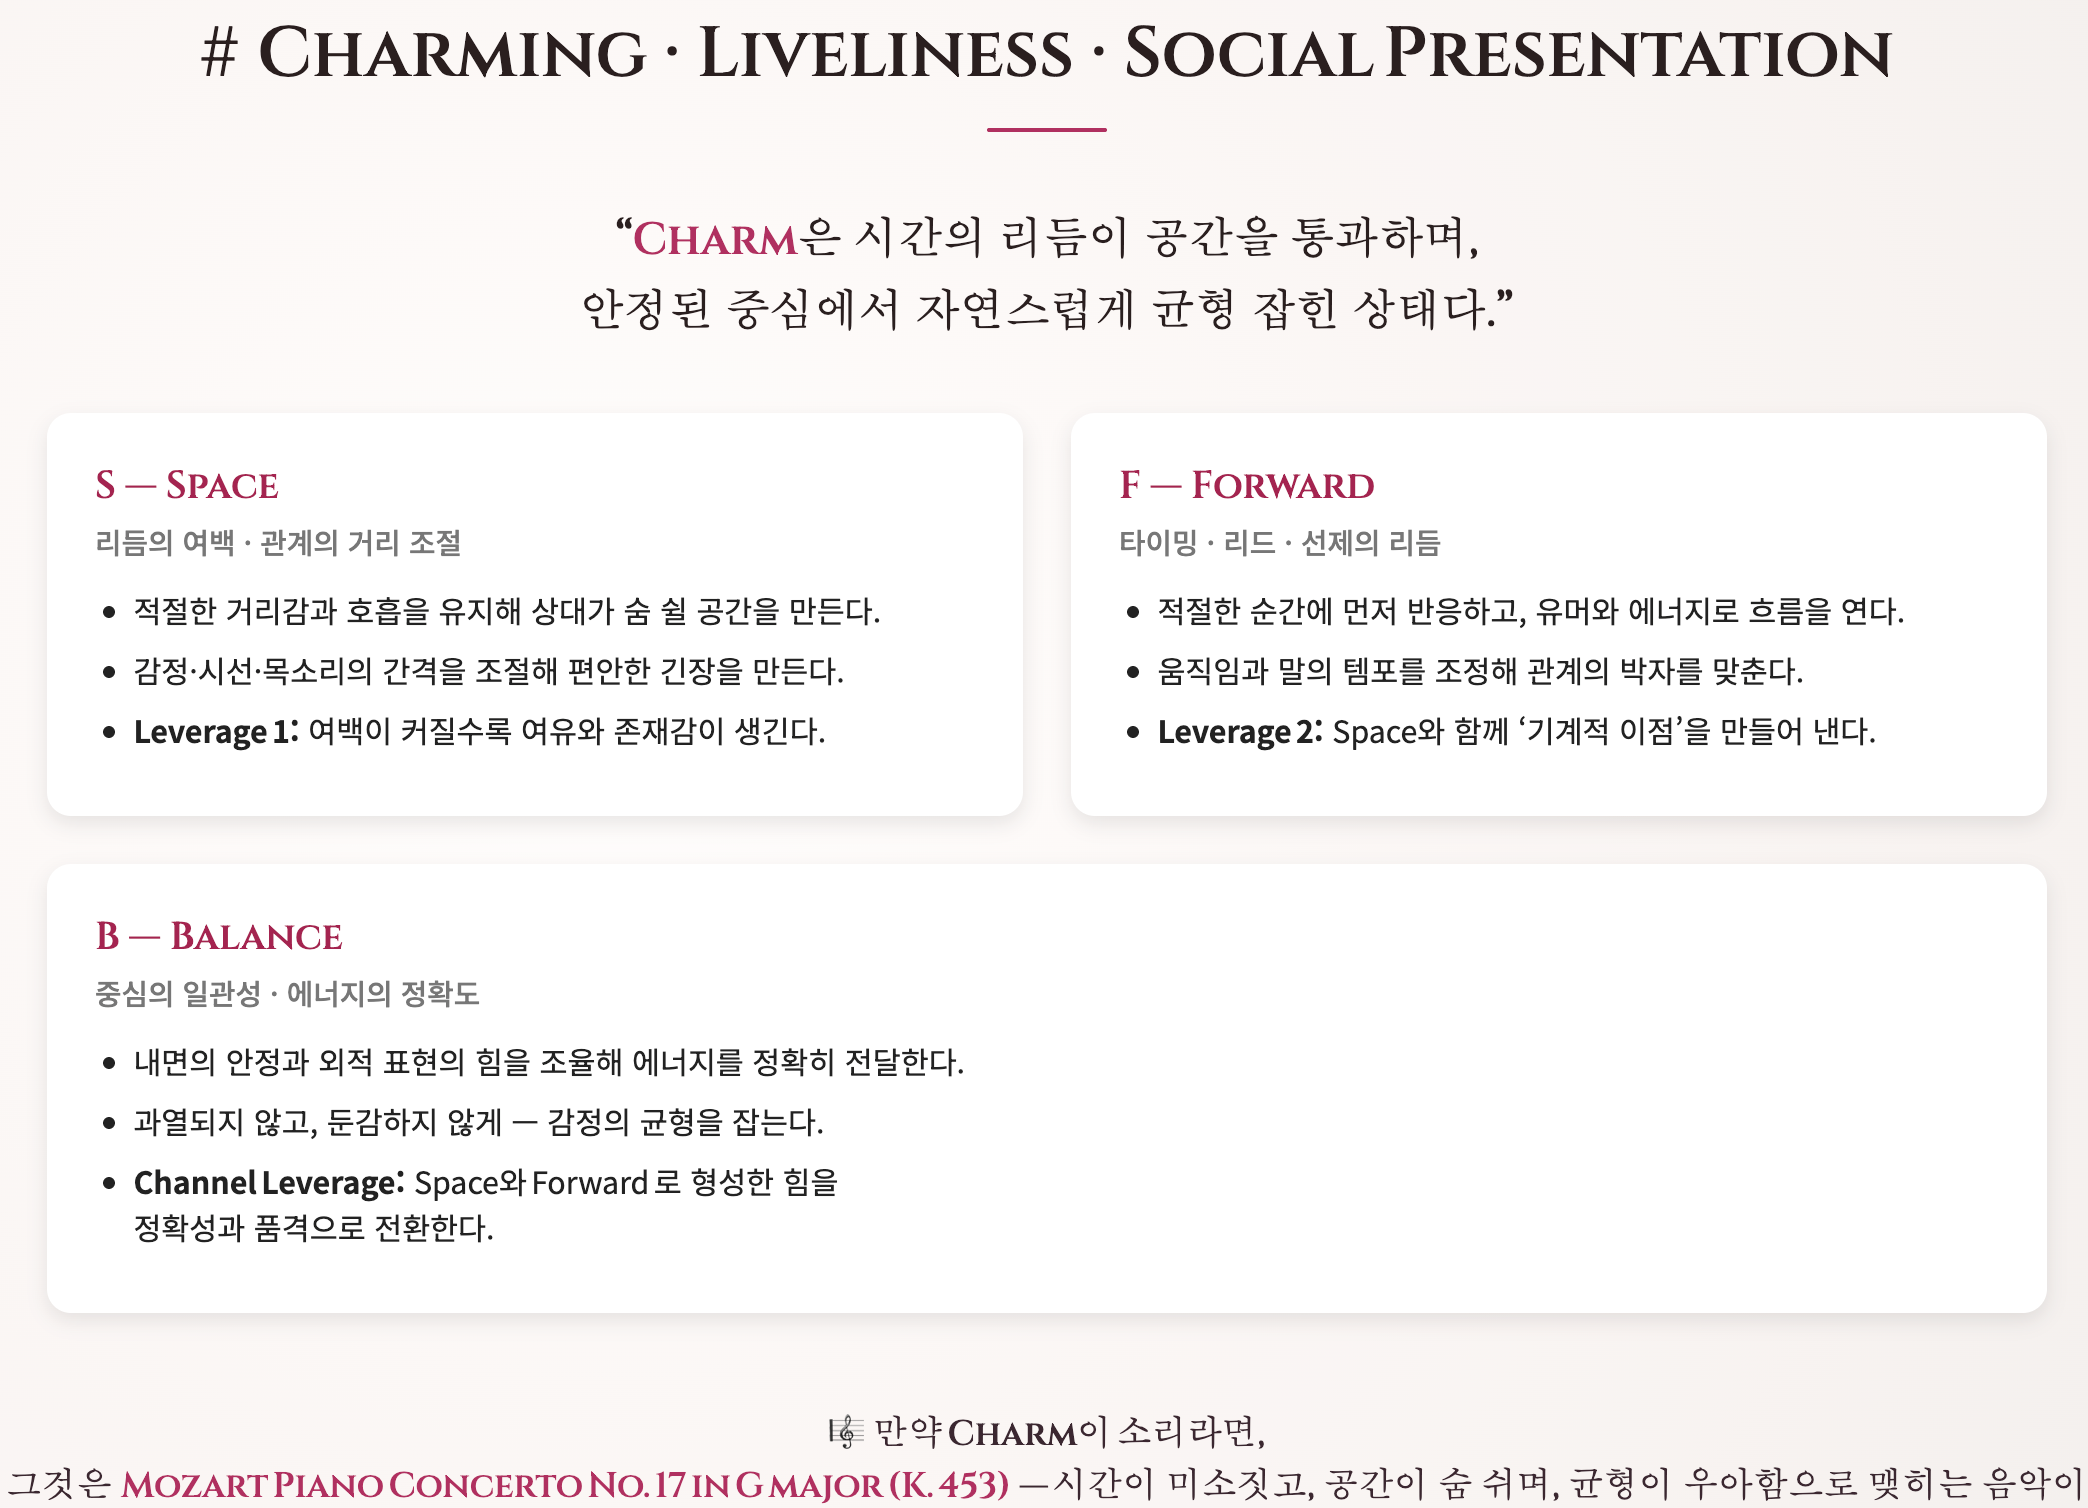 # Charming · Liveliness · Social Presentation
“Charm은 시간의 리듬이 공간을 통과하며,
안정된 중심에서 자연스럽게 균형 잡힌 상태다.”
S — Space
리듬의 여백 · 관계의 거리 조절
• 적절한 거리감과 호흡을 유지해 상대가 숨 쉴 공간을 만든다.
• 감정·시선·목소리의 간격을 조절해 편안한 긴장을 만든다.
• Leverage 1: 여백이 커질수록 여유와 존재감이 생긴다.
F — Forward
타이밍 · 리드 · 선제의 리듬
• 적절한 순간에 먼저 반응하고, 유머와 에너지로 흐름을 연다.
• 움직임과 말의 템포를 조정해 관계의 박자를 맞춘다.
• Leverage 2: Space와 함께 ‘기계적 이점’을 만들어 낸다.
B — Balance
중심의 일관성 · 에너지의 정확도
• 내면의 안정과 외적 표현의 힘을 조율해 에너지를 정확히 전달한다.
• 과열되지 않고, 둔감하지 않게 — 감정의 균형을 잡는다.
• Channel Leverage: Space와 Forward 로 형성한 힘을
정확성과 품격으로 전환한다.
🎼 만약 Charm이 소리라면,
그것은 Mozart Piano Concerto No. 17 in G major (K. 453) —시간이 미소짓고, 공간이 숨 쉬며, 균형이 우아함으로 맺히는 음악이